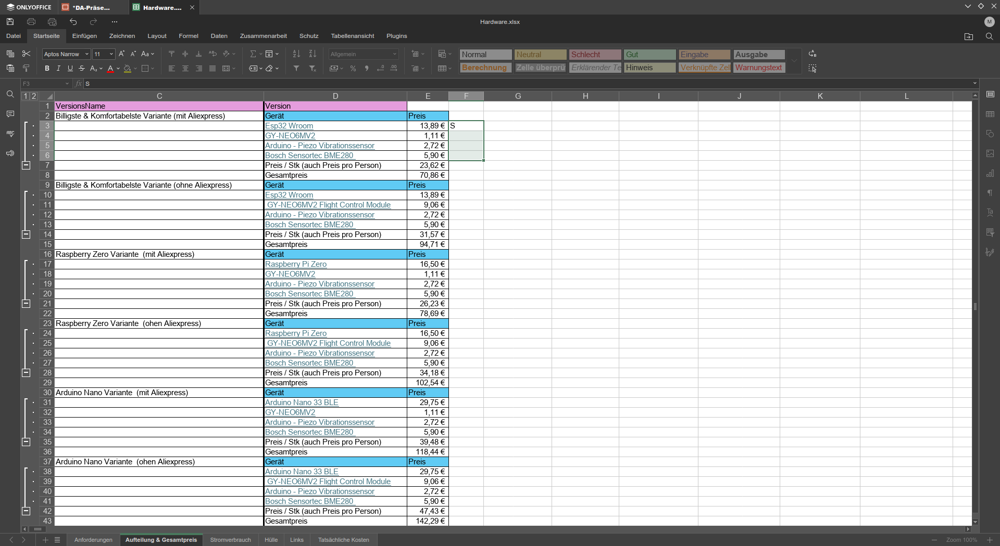 ONLYOFFICE *DA-Präse... Hardware....
Hardware.xlsx M
Datei Startseite Einfügen Zeichnen Layout Formel Daten Zusammenarbeit Schutz Tabellenansicht Plugins
Aptos Narrow 11 Allgemein Normal Neutral Schlecht Gut Eingabe Ausgabe
Berechnung Zelle überprü Erklärender Te Hinweis Verknüpfte Zell Warnungstext
F3 fx S
1 2 C D E F G H I J K L
1 VersionsName Version
2 Billigste & Komfortabelste Variante (mit Aliexpress) Gerät Preis
3 Esp32 Wroom 13,89 € S
4 GY-NEO6MV2 1,11 €
5 Arduino - Piezo Vibrationssensor 2,72 €
6 Bosch Sensortec BME280 5,90 €
7 Preis / Stk (auch Preis pro Person) 23,62 €
8 Gesamtpreis 70,86 €
9 Billigste & Komfortabelste Variante (ohne Aliexpress) Gerät Preis
10 Esp32 Wroom 13,89 €
11 GY-NEO6MV2 Flight Control Module 9,06 €
12 Arduino - Piezo Vibrationssensor 2,72 €
13 Bosch Sensortec BME280 5,90 €
14 Preis / Stk (auch Preis pro Person) 31,57 €
15 Gesamtpreis 94,71 €
16 Raspberry Zero Variante (mit Aliexpress) Gerät Preis
17 Raspberry Pi Zero 16,50 €
18 GY-NEO6MV2 1,11 €
19 Arduino - Piezo Vibrationssensor 2,72 €
20 Bosch Sensortec BME280 5,90 €
21 Preis / Stk (auch Preis pro Person) 26,23 €
22 Gesamtpreis 78,69 €
23 Raspberry Zero Variante (ohen Aliexpress) Gerät Preis
24 Raspberry Pi Zero 16,50 €
25 GY-NEO6MV2 Flight Control Module 9,06 €
26 Arduino - Piezo Vibrationssensor 2,72 €
27 Bosch Sensortec BME280 5,90 €
28 Preis / Stk (auch Preis pro Person) 34,18 €
29 Gesamtpreis 102,54 €
30 Arduino Nano Variante (mit Aliexpress) Gerät Preis
31 Arduino Nano 33 BLE 29,75 €
32 GY-NEO6MV2 1,11 €
33 Arduino - Piezo Vibrationssensor 2,72 €
34 Bosch Sensortec BME280 5,90 €
35 Preis / Stk (auch Preis pro Person) 39,48 €
36 Gesamtpreis 118,44 €
37 Arduino Nano Variante (ohen Aliexpress) Gerät Preis
38 Arduino Nano 33 BLE 29,75 €
39 GY-NEO6MV2 Flight Control Module 9,06 €
40 Arduino - Piezo Vibrationssensor 2,72 €
41 Bosch Sensortec BME280 5,90 €
42 Preis / Stk (auch Preis pro Person) 47,43 €
43 Gesamtpreis 142,29 €
Anforderungen Aufteilung & Gesamtpreis Stromverbrauch Hülle Links Tatsächliche Kosten Zoom 100%